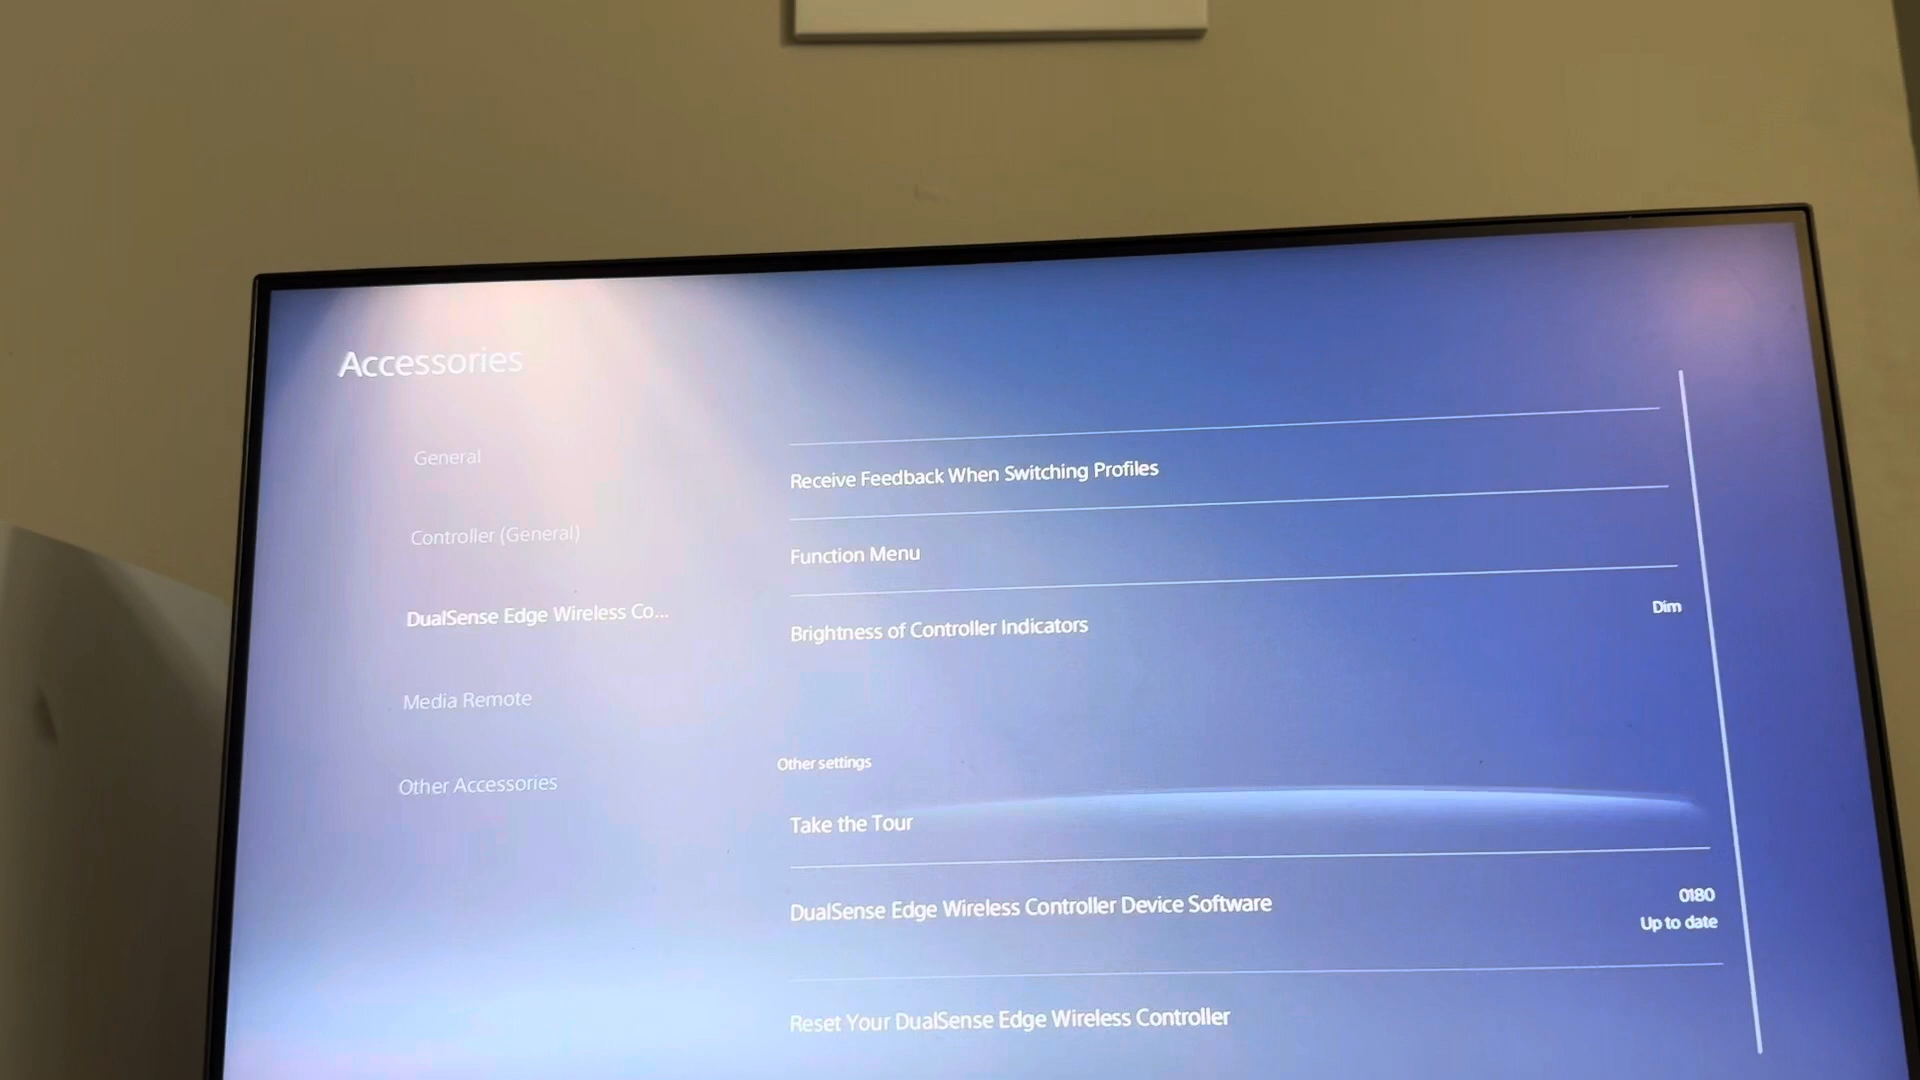 Accessories
General
Controller (General)
DualSense Edge Wireless Co...
Media Remote
Other Accessories
Receive Feedback When Switching Profiles
Function Menu
Brightness of Controller Indicators
Dim
Other settings
Take the Tour
DualSense Edge Wireless Controller Device Software
0180
Up to date
Reset Your DualSense Edge Wireless Controller